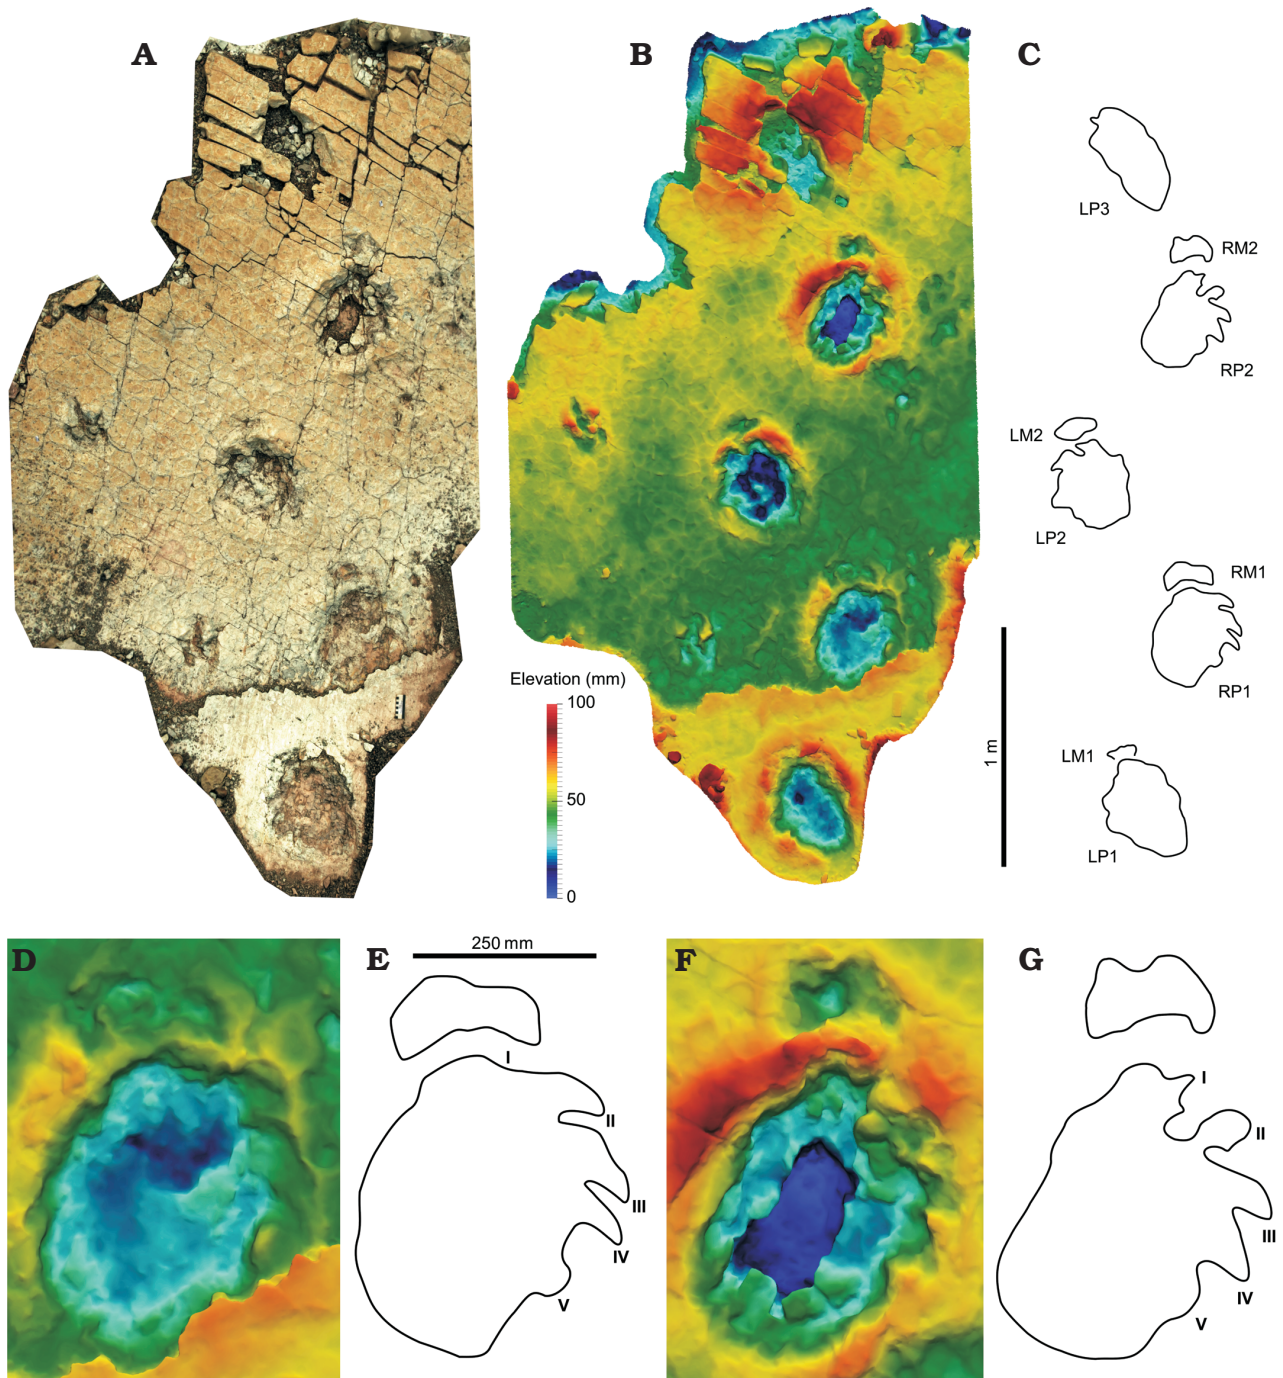 A
B
C
LP3
RM2
RP2
LM2
LP2
RM1
RP1
Elevation (mm)
100
50
0
1 m
LM1
LP1
D
E
250 mm
F
G
I
II
III
IV
V
I
II
III
IV
V